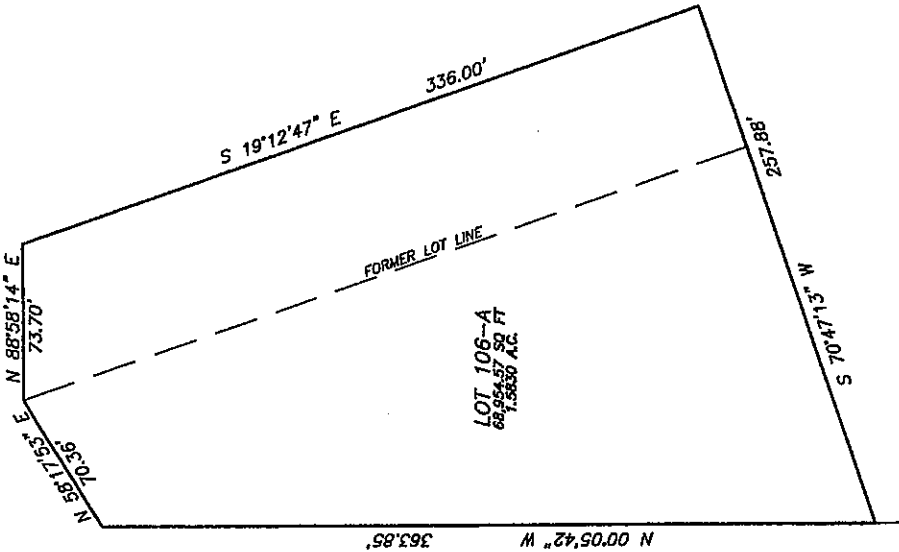 N 88°58'14" E
73.70'
N 58°17'53" E
70.36'
S 19°12'47" E
336.00'
FORMER LOT LINE
LOT 106-A
68,954.57 SQ FT
1.5830 A.C.
257.88'
S 70°47'13" W
N 00°05'42" W
363.85'